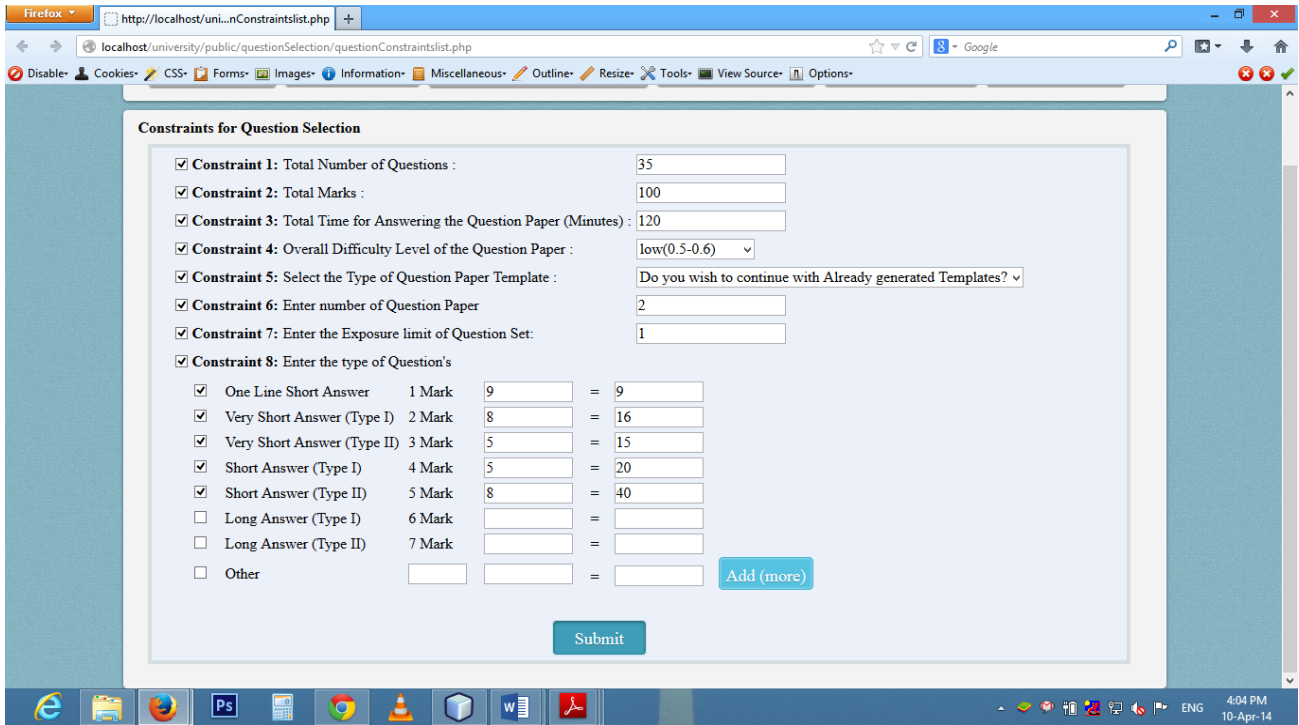 Firefox
http://localhost/uni...nConstraintslist.php
localhost/university/public/questionSelection/questionConstraintslist.php
8 Google
Disable Cookies CSS Forms Images Information Miscellaneous Outline Resize Tools View Source Options
Constraints for Question Selection
Constraint 1: Total Number of Questions : 35
Constraint 2: Total Marks : 100
Constraint 3: Total Time for Answering the Question Paper (Minutes) : 120
Constraint 4: Overall Difficulty Level of the Question Paper : low(0.5-0.6)
Constraint 5: Select the Type of Question Paper Template : Do you wish to continue with Already generated Templates?
Constraint 6: Enter number of Question Paper 2
Constraint 7: Enter the Exposure limit of Question Set: 1
Constraint 8: Enter the type of Question's
One Line Short Answer 1 Mark 9 = 9
Very Short Answer (Type I) 2 Mark 8 = 16
Very Short Answer (Type II) 3 Mark 5 = 15
Short Answer (Type I) 4 Mark 5 = 20
Short Answer (Type II) 5 Mark 8 = 40
Long Answer (Type I) 6 Mark =
Long Answer (Type II) 7 Mark =
Other = Add (more)
Submit
Ps W ENG 4:04 PM
10-Apr-14